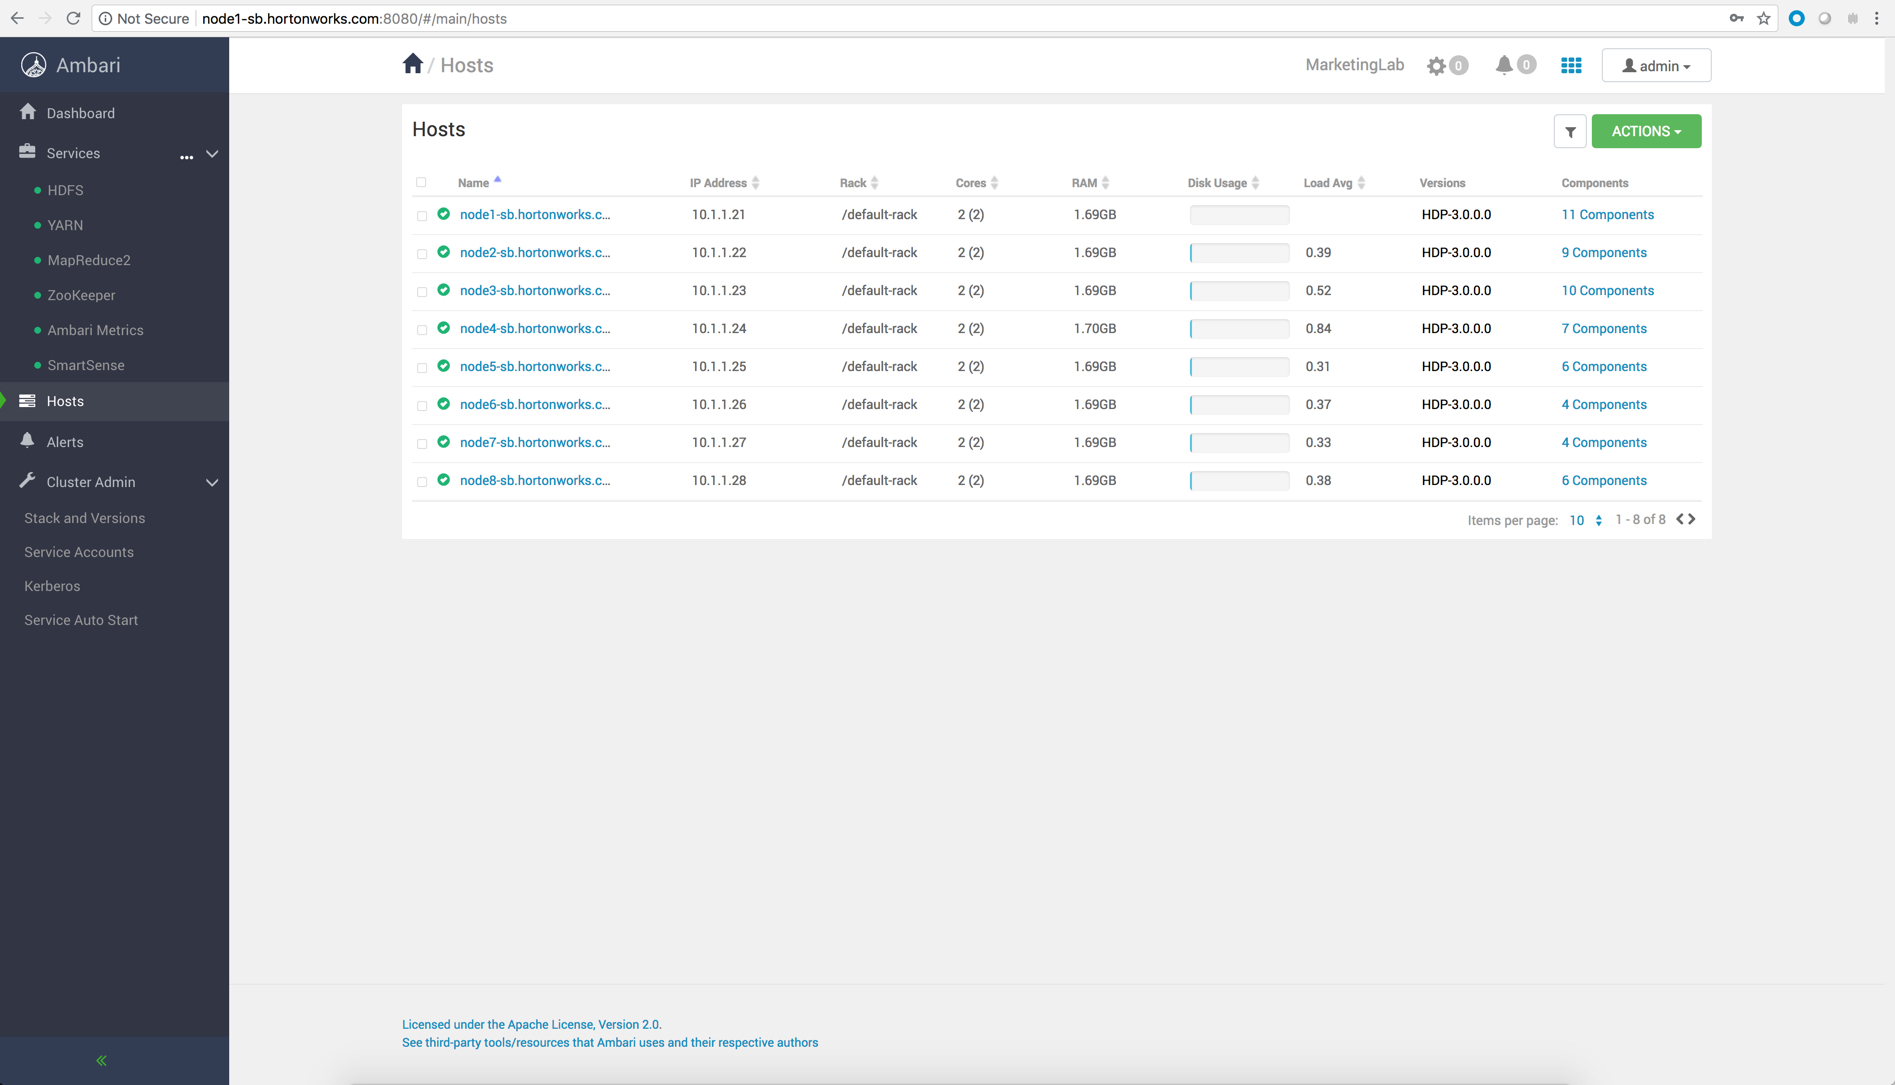 Not Secure node1-sb.hortonworks.com:8080/#/main/hosts
Ambari
Dashboard
Services ...
HDFS
YARN
MapReduce2
ZooKeeper
Ambari Metrics
SmartSense
Hosts
Alerts
Cluster Admin
Stack and Versions
Service Accounts
Kerberos
Service Auto Start
/ Hosts MarketingLab 0 0 admin
Hosts ACTIONS
Name IP Address Rack Cores RAM Disk Usage Load Avg Versions Components
node1-sb.hortonworks.c... 10.1.1.21 /default-rack 2 (2) 1.69GB HDP-3.0.0.0 11 Components
node2-sb.hortonworks.c... 10.1.1.22 /default-rack 2 (2) 1.69GB 0.39 HDP-3.0.0.0 9 Components
node3-sb.hortonworks.c... 10.1.1.23 /default-rack 2 (2) 1.69GB 0.52 HDP-3.0.0.0 10 Components
node4-sb.hortonworks.c... 10.1.1.24 /default-rack 2 (2) 1.70GB 0.84 HDP-3.0.0.0 7 Components
node5-sb.hortonworks.c... 10.1.1.25 /default-rack 2 (2) 1.69GB 0.31 HDP-3.0.0.0 6 Components
node6-sb.hortonworks.c... 10.1.1.26 /default-rack 2 (2) 1.69GB 0.37 HDP-3.0.0.0 4 Components
node7-sb.hortonworks.c... 10.1.1.27 /default-rack 2 (2) 1.69GB 0.33 HDP-3.0.0.0 4 Components
node8-sb.hortonworks.c... 10.1.1.28 /default-rack 2 (2) 1.69GB 0.38 HDP-3.0.0.0 6 Components
Items per page: 10 1 - 8 of 8
Licensed under the Apache License, Version 2.0.
See third-party tools/resources that Ambari uses and their respective authors